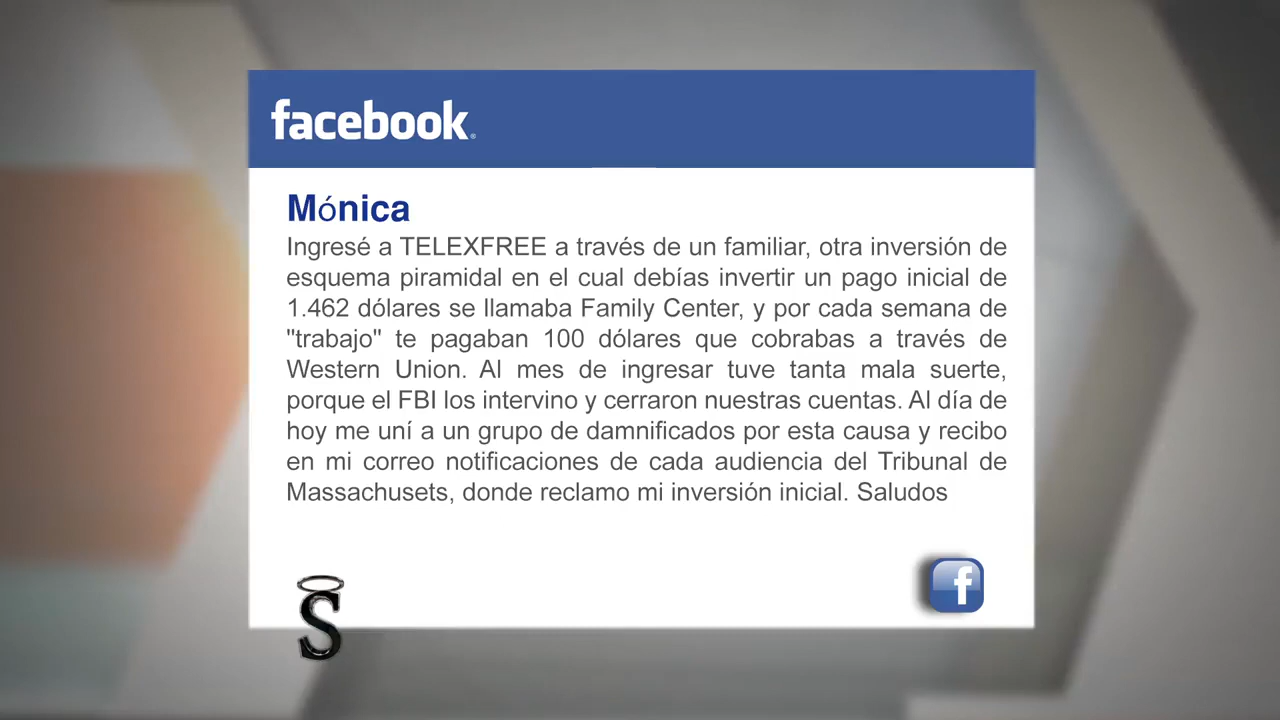 facebook
Mónica
Ingresé a TELEXFREE a través de un familiar, otra inversión de
esquema piramidal en el cual debías invertir un pago inicial de
1.462 dólares se llamaba Family Center, y por cada semana de
"trabajo" te pagaban 100 dólares que cobrabas a través de
Western Union. Al mes de ingresar tuve tanta mala suerte,
porque el FBI los intervino y cerraron nuestras cuentas. Al día de
hoy me uní a un grupo de damnificados por esta causa y recibo
en mi correo notificaciones de cada audiencia del Tribunal de
Massachusets, donde reclamo mi inversión inicial. Saludos
S
f